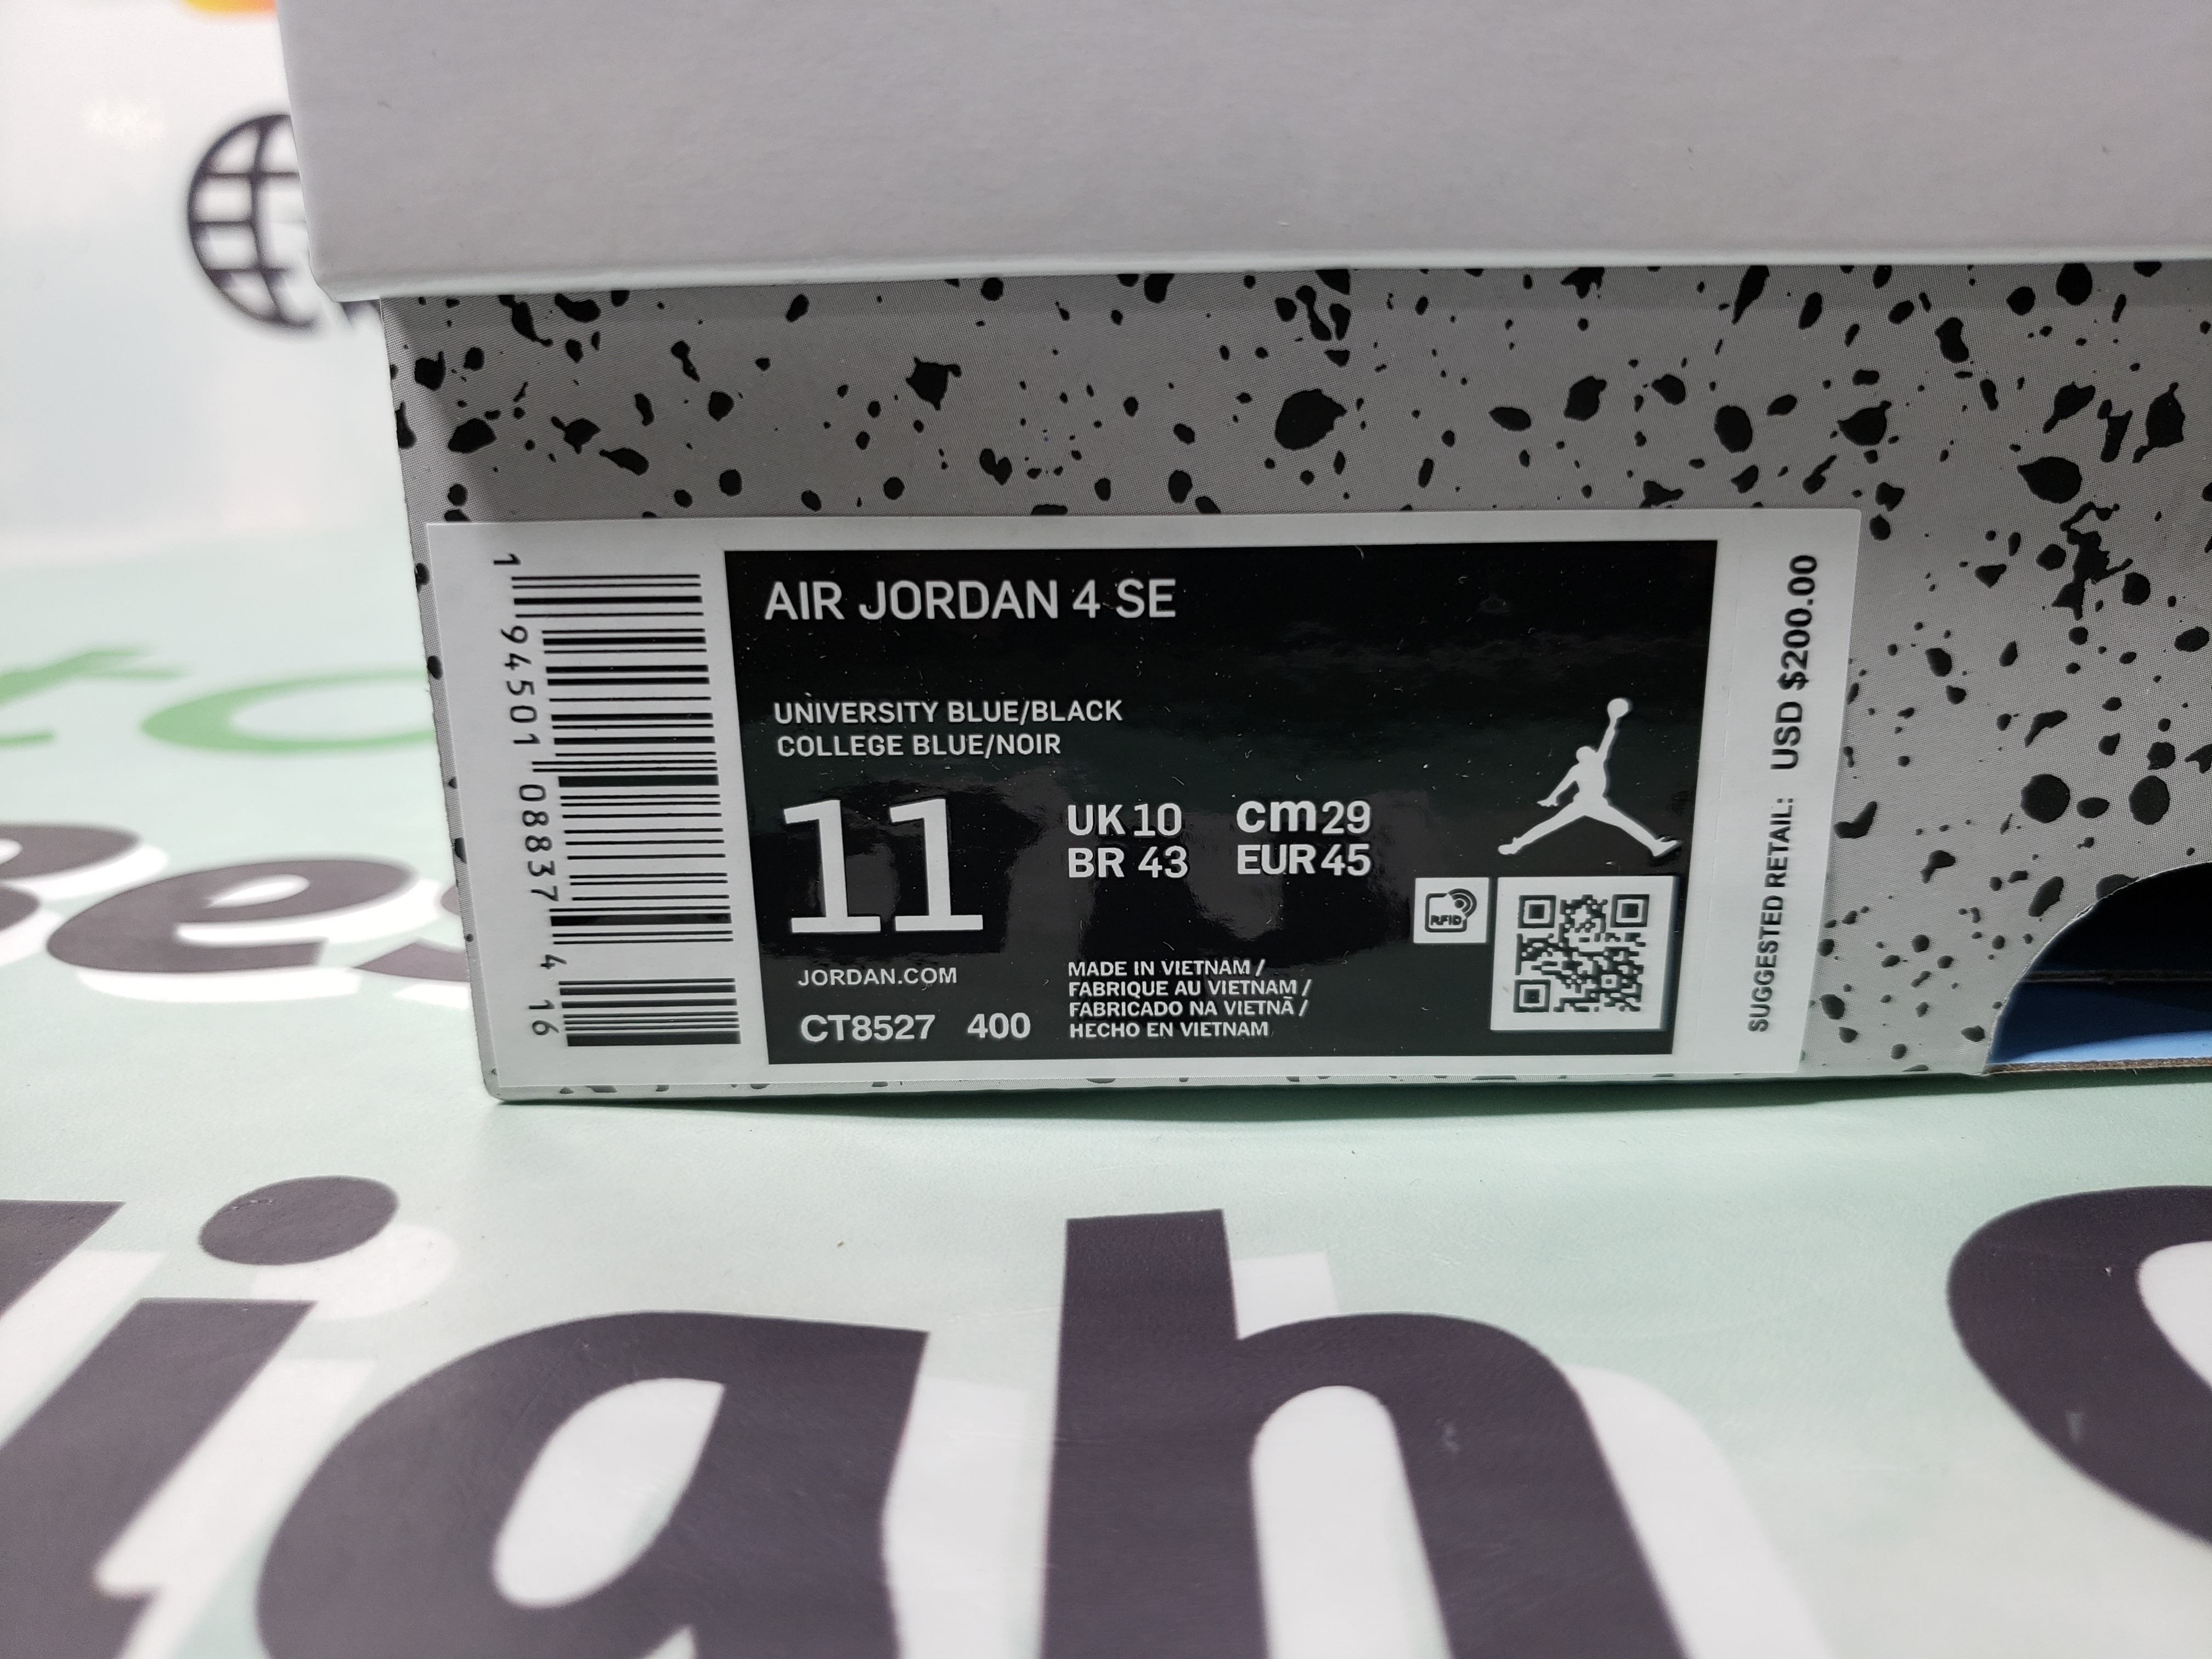 AIR JORDAN 4 SE
UNIVERSITY BLUE/BLACK
COLLEGE BLUE/NOIR
11
UK 10
BR 43
cm 29
EUR 45
RFID
JORDAN.COM
CT8527 400
MADE IN VIETNAM /
FABRIQUE AU VIETNAM /
FABRICADO NA VIETNÃ /
HECHO EN VIETNAM
1 94501 08837 4 16
SUGGESTED RETAIL: USD $200.00